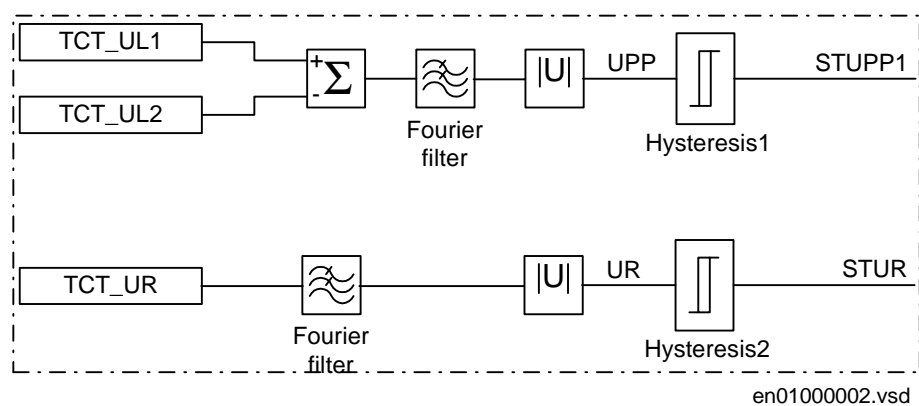 TCT_UL1
TCT_UL2
+
-
Σ
Fourier
filter
|U|
UPP
Hysteresis1
STUPP1
TCT_UR
Fourier
filter
|U|
UR
Hysteresis2
STUR
en01000002.vsd